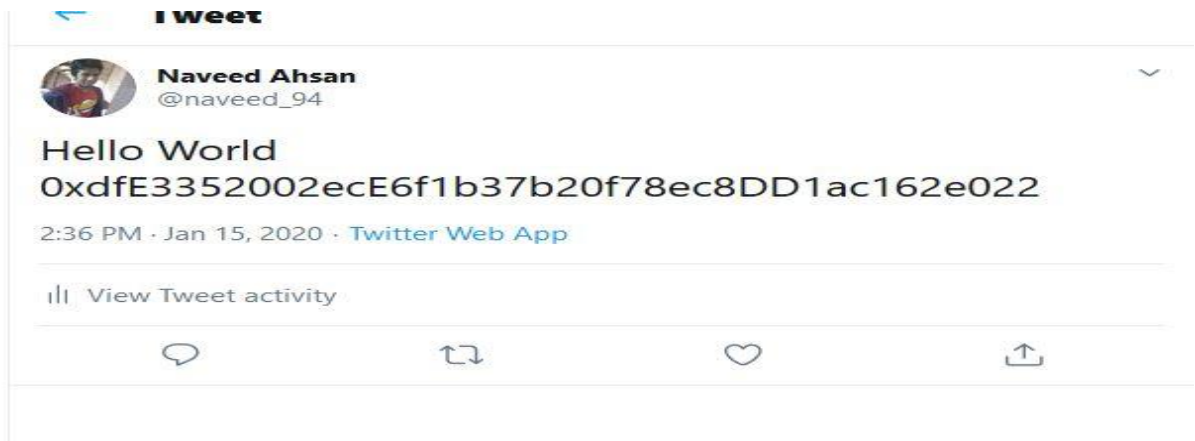 Tweet
Naveed Ahsan
@naveed_94
Hello World
0xdfE3352002ecE6f1b37b20f78ec8DD1ac162e022
2:36 PM · Jan 15, 2020 · Twitter Web App
View Tweet activity